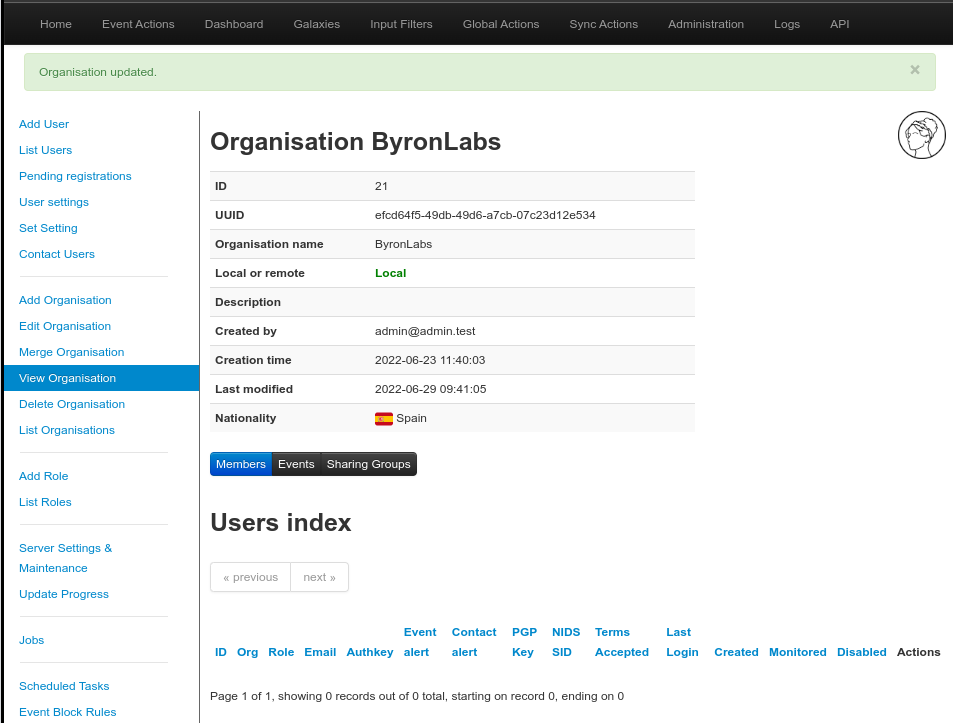 Home Event Actions Dashboard Galaxies Input Filters Global Actions Sync Actions Administration Logs API
Organisation updated. ×
Add User
List Users
Pending registrations
User settings
Set Setting
Contact Users
Add Organisation
Edit Organisation
Merge Organisation
View Organisation
Delete Organisation
List Organisations
Add Role
List Roles
Server Settings &
Maintenance
Update Progress
Jobs
Scheduled Tasks
Event Block Rules
Organisation ByronLabs
ID 21
UUID efcd64f5-49db-49d6-a7cb-07c23d12e534
Organisation name ByronLabs
Local or remote Local
Description
Created by admin@admin.test
Creation time 2022-06-23 11:40:03
Last modified 2022-06-29 09:41:05
Nationality Spain
Members Events Sharing Groups
Users index
« previous next »
Event Contact PGP NIDS Terms Last
ID Org Role Email Authkey alert alert Key SID Accepted Login Created Monitored Disabled Actions
Page 1 of 1, showing 0 records out of 0 total, starting on record 0, ending on 0